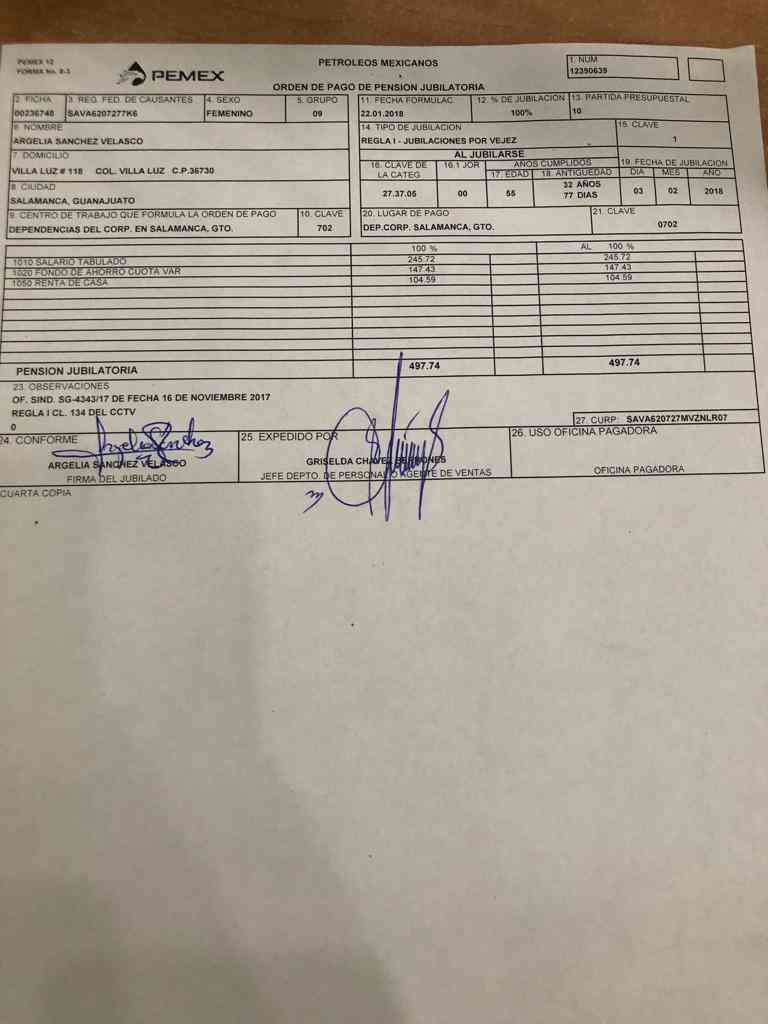 PEMEX 12
FORMA No. 8-3
PEMEX
PETROLEOS MEXICANOS
ORDEN DE PAGO DE PENSION JUBILATORIA
1. NUM
12390639
2. FICHA
00236748
3. REG. FED. DE CAUSANTES
SAVA6207277K6
4. SEXO
FEMENINO
5. GRUPO
09
11. FECHA FORMULAC
22.01.2018
12. % DE JUBILACION
100%
13. PARTIDA PRESUPUESTAL
10
6. NOMBRE
ARGELIA SANCHEZ VELASCO
14. TIPO DE JUBILACION
REGLA I - JUBILACIONES POR VEJEZ
15. CLAVE
1
7. DOMICILIO
VILLA LUZ # 118 COL. VILLA LUZ C.P.36730
AL JUBILARSE
16. CLAVE DE LA CATEG
27.37.05
16.1 JOR
00
AÑOS CUMPLIDOS
17. EDAD
55
18. ANTIGUEDAD
32 AÑOS
77 DIAS
19. FECHA DE JUBILACION
DIA MES AÑO
03 02 2018
8. CIUDAD
SALAMANCA, GUANAJUATO
9. CENTRO DE TRABAJO QUE FORMULA LA ORDEN DE PAGO
DEPENDENCIAS DEL CORP. EN SALAMANCA, GTO.
10. CLAVE
702
20. LUGAR DE PAGO
DEP.CORP. SALAMANCA, GTO.
21. CLAVE
0702
100 % AL 100 %
1010 SALARIO TABULADO 245.72 245.72
1020 FONDO DE AHORRO CUOTA VAR 147.43 147.43
1050 RENTA DE CASA 104.59 104.59
PENSION JUBILATORIA 497.74 497.74
23. OBSERVACIONES
OF. SIND. SG-4343/17 DE FECHA 16 DE NOVIEMBRE 2017
REGLA I CL. 134 DEL CCTV
0
27. CURP: SAVA620727MVZNLR07
24. CONFORME
Argelia Sánchez
ARGELIA SANCHEZ VELASCO
FIRMA DEL JUBILADO
25. EXPEDIDO POR
GRISELDA CHAVEZ
JEFE DEPTO. DE PERSONAL O AGENTE DE VENTAS
26. USO OFICINA PAGADORA
OFICINA PAGADORA
CUARTA COPIA